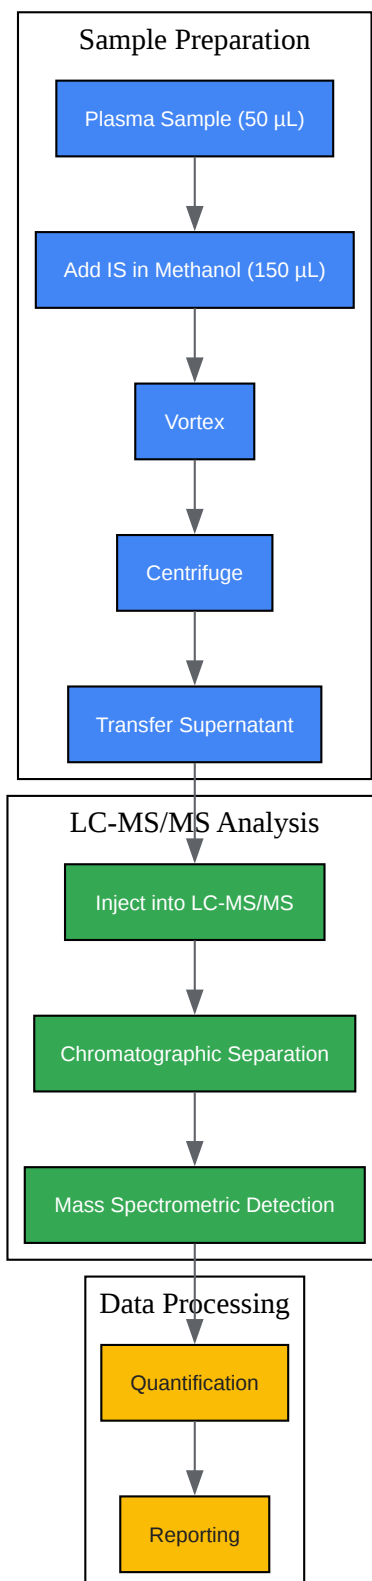 Sample Preparation
Plasma Sample (50 µL)
Add IS in Methanol (150 µL)
Vortex
Centrifuge
Transfer Supernatant
LC-MS/MS Analysis
Inject into LC-MS/MS
Chromatographic Separation
Mass Spectrometric Detection
Data Processing
Quantification
Reporting